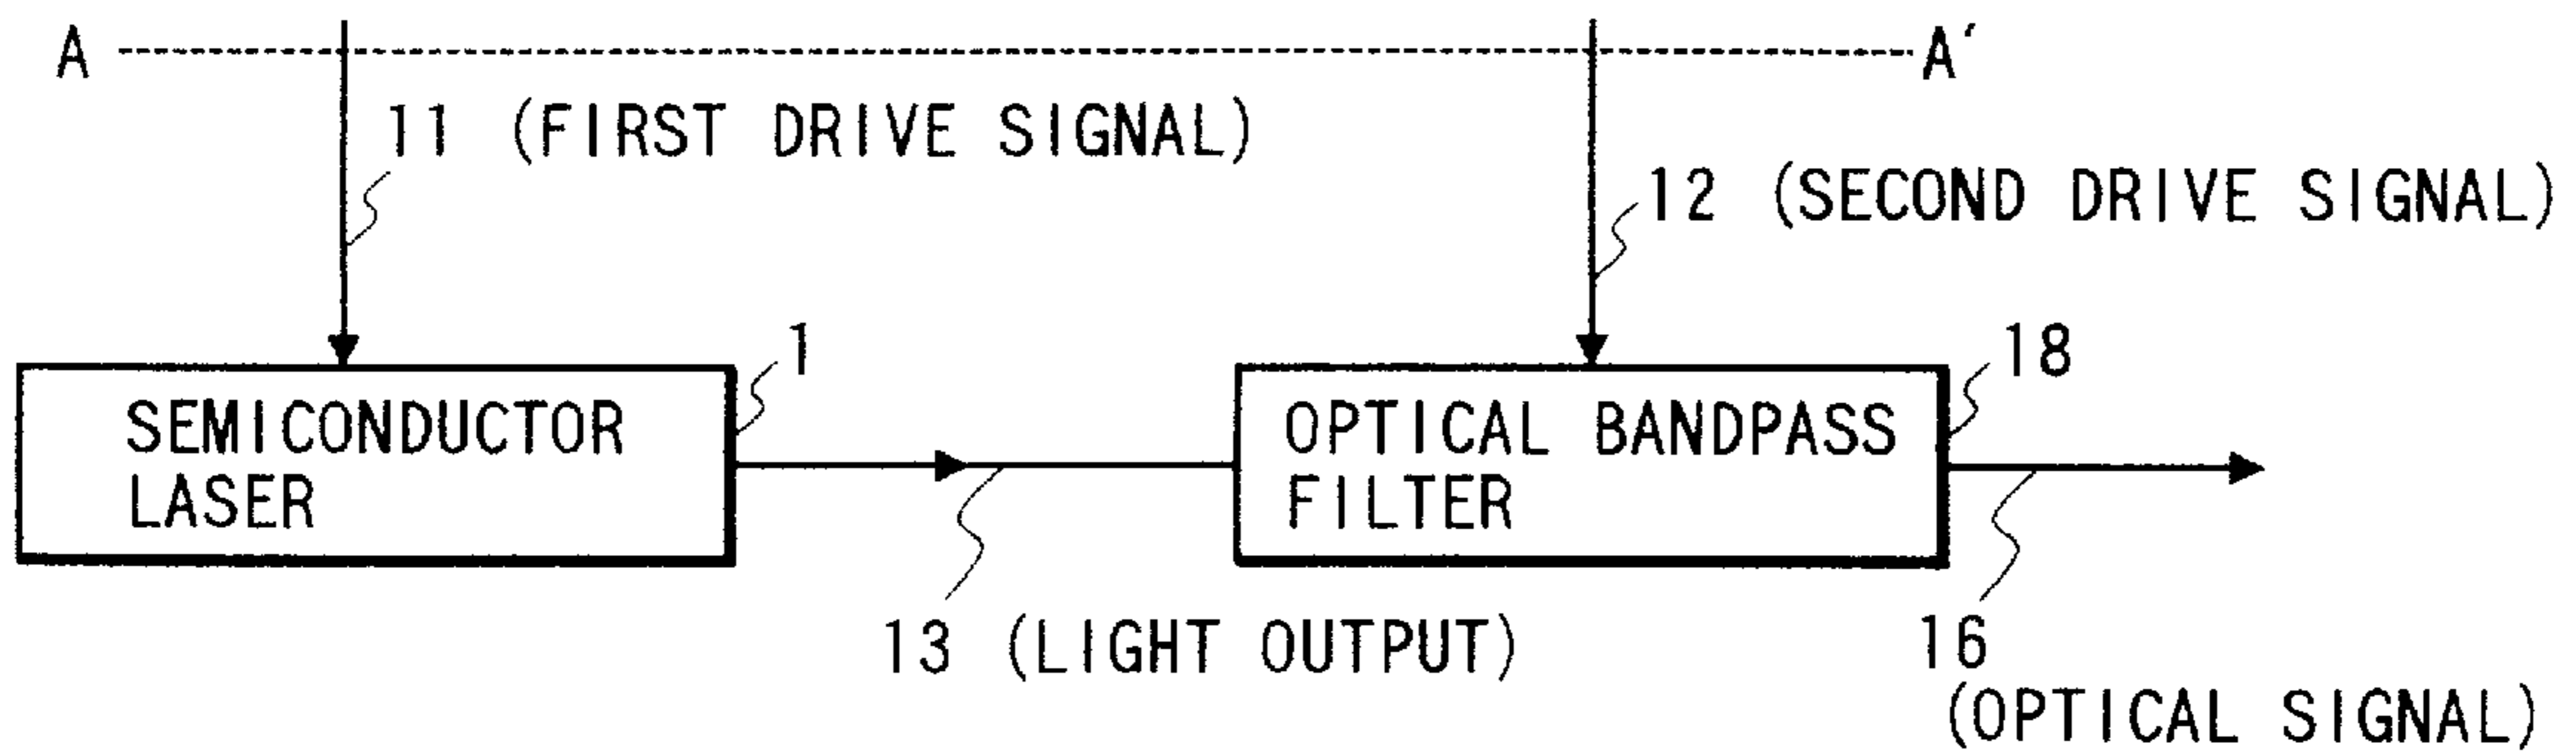 A A'
11 (FIRST DRIVE SIGNAL)
12 (SECOND DRIVE SIGNAL)
1
18
SEMICONDUCTOR
LASER
OPTICAL BANDPASS
FILTER
13 (LIGHT OUTPUT)
16
(OPTICAL SIGNAL)